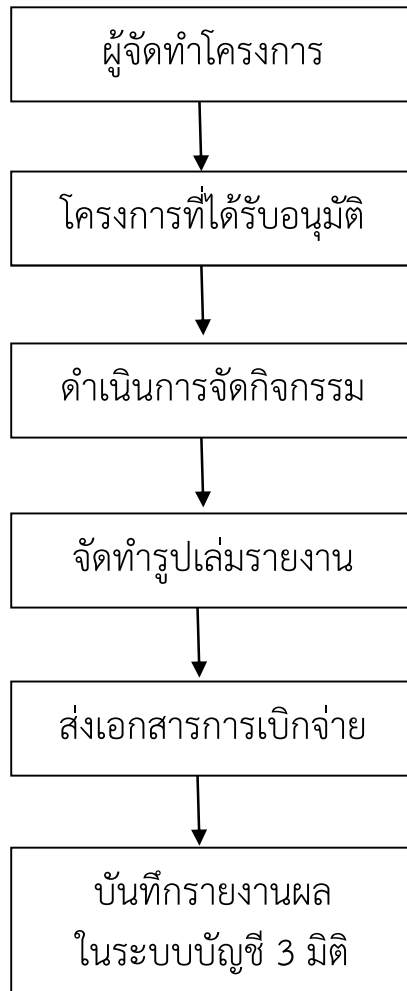 ผู้จัดทำโครงการ
โครงการที่ได้รับอนุมัติ
ดำเนินการจัดกิจกรรม
จัดทำรูปเล่มรายงาน
ส่งเอกสารการเบิกจ่าย
บันทึกรายงานผล
ในระบบบัญชี 3 มิติ